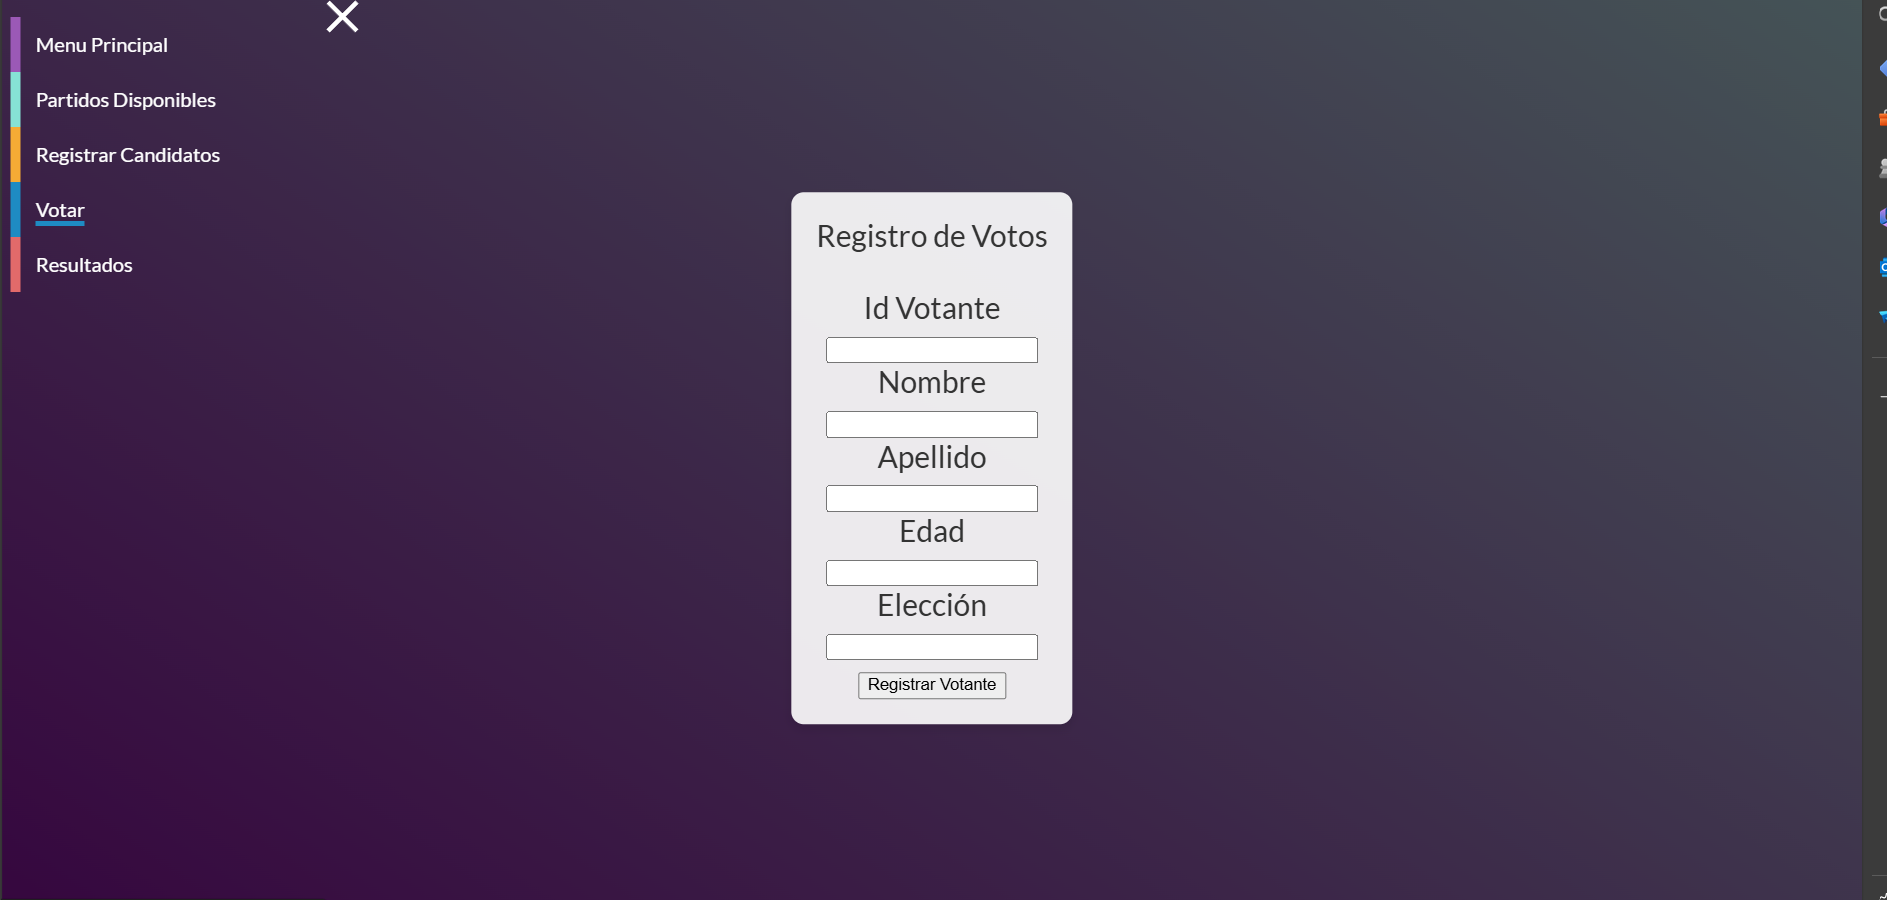 Menu Principal
Partidos Disponibles
Registrar Candidatos
Votar
Resultados
Registro de Votos
Id Votante
Nombre
Apellido
Edad
Elección
Registrar Votante